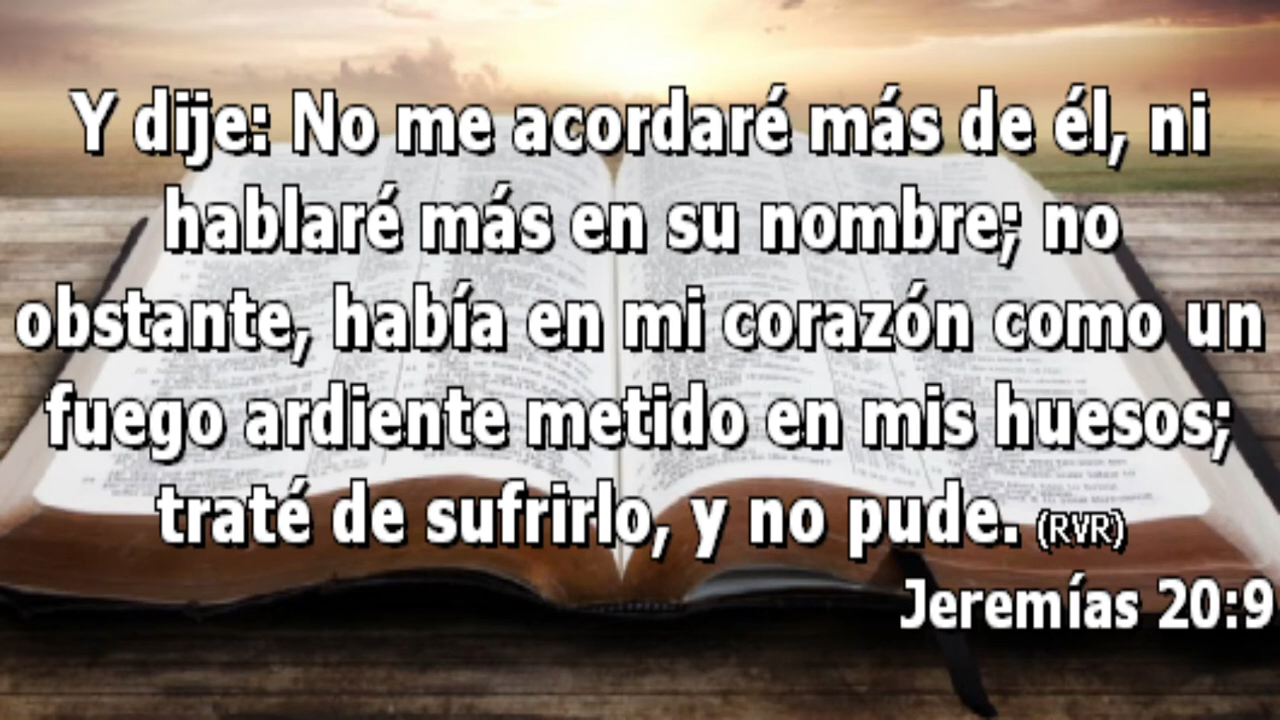 Y dije: No me acordaré más de él, ni
hablaré más en su nombre; no
obstante, había en mi corazón como un
fuego ardiente metido en mis huesos;
traté de sufrirlo, y no pude. (RVR)
Jeremías 20:9